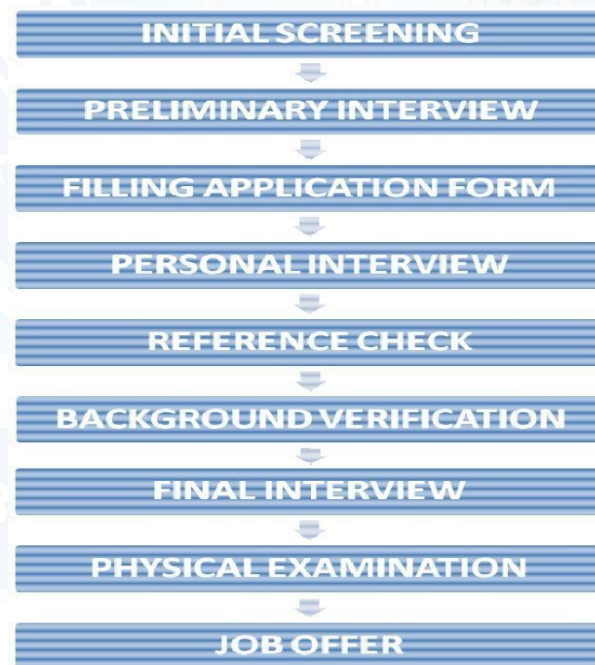 INITIAL SCREENING
PRELIMINARY INTERVIEW
FILLING APPLICATION FORM
PERSONAL INTERVIEW
REFERENCE CHECK
BACKGROUND VERIFICATION
FINAL INTERVIEW
PHYSICAL EXAMINATION
JOB OFFER